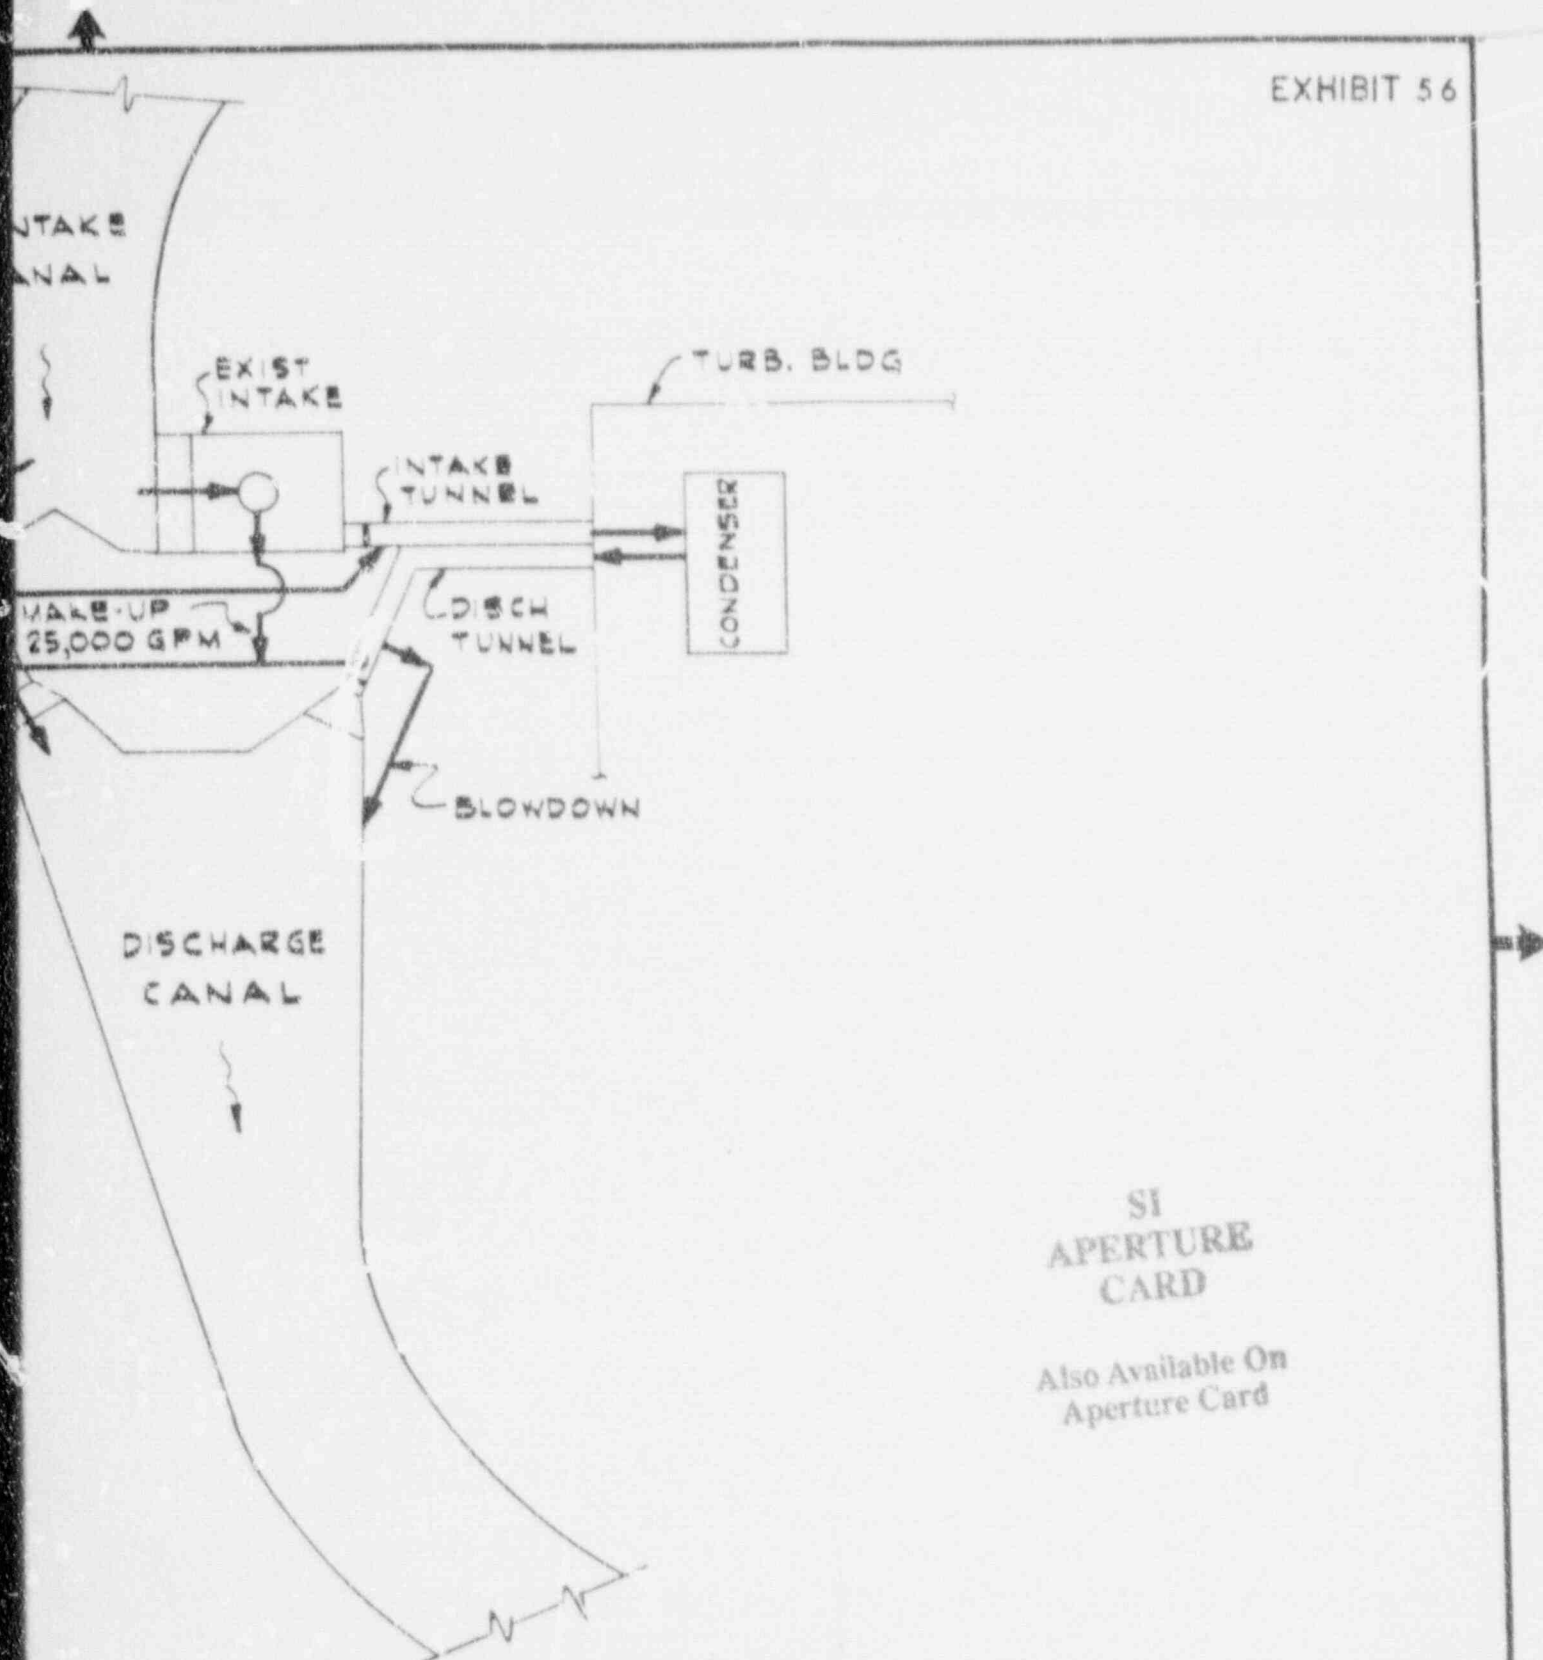 EXHIBIT 56
NTAKE
ANAL
EXIST
INTAKE
TURB. BLDG
INTAKE
TUNNEL
CONDENSER
MAKE-UP
25,000 GPM
DISCH
TUNNEL
BLOWDOWN
DISCHARGE
CANAL
SI
APERTURE
CARD
Also Available On
Aperture Card